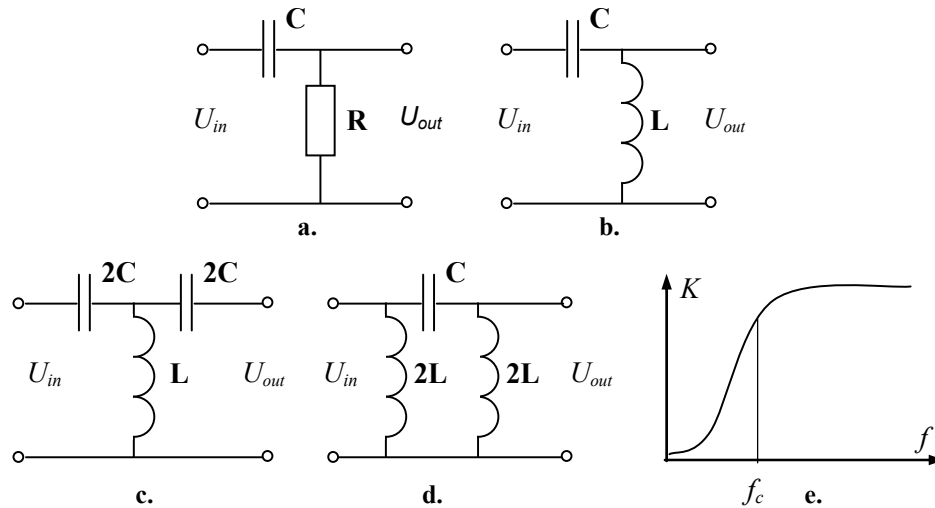 C C
U_in R U_out U_in L U_out
a. b.
2C 2C C K
U_in L U_out U_in 2L 2L U_out
f
f_c
c. d. e.